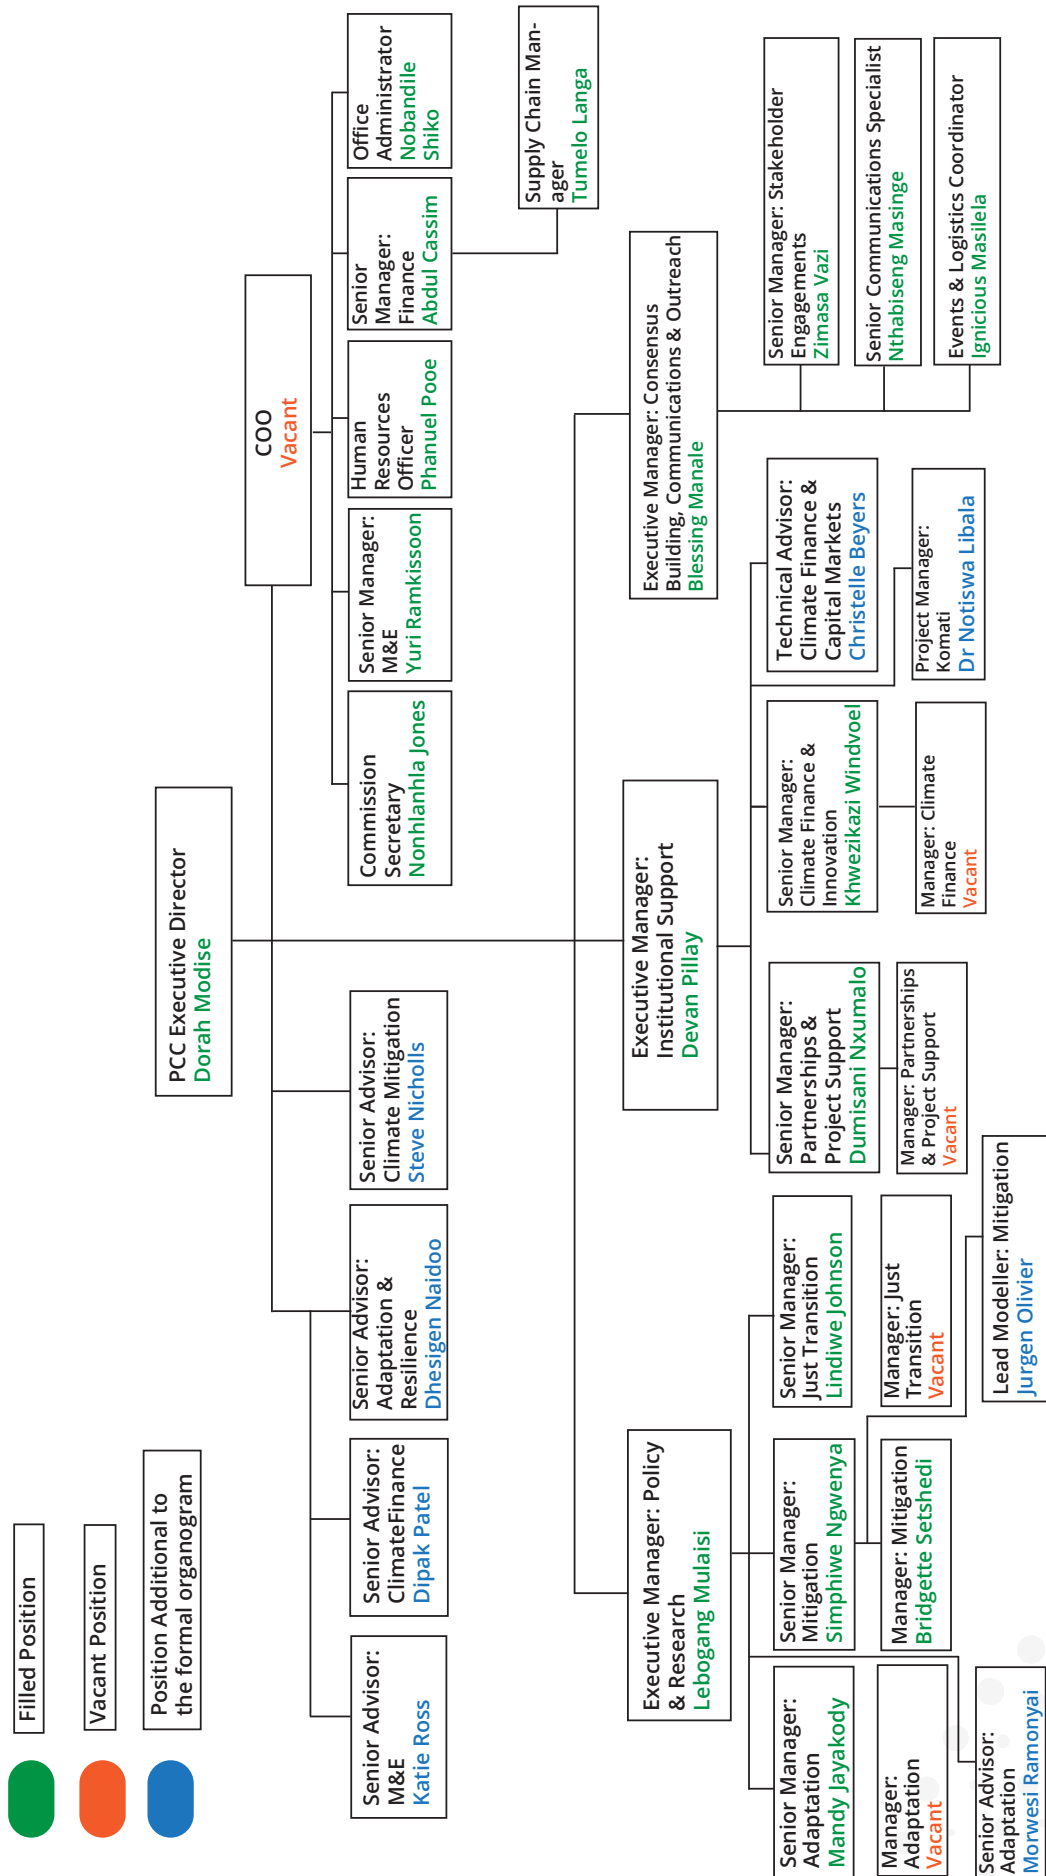 Filled Position
Vacant Position
Position Additional to
the formal organogram
PCC Executive Director
Dorah Modise
COO
Vacant
Senior Advisor:
M&E
Katie Ross
Senior Advisor:
ClimateFinance
Dipak Patel
Senior Advisor:
Adaptation &
Resilience
Dhesigen Naidoo
Senior Advisor:
Climate Mitigation
Steve Nicholls
Commission
Secretary
Nonhlanhla Jones
Senior Manager:
M&E
Yuri Ramkissoon
Human
Resources
Officer
Phanuel Pooe
Senior
Manager:
Finance
Abdul Cassim
Office
Administrator
Nobandile
Shiko
Supply Chain Man-
ager
Tumelo Langa
Executive Manager: Policy
& Research
Lebogang Mulaisi
Executive Manager:
Institutional Support
Devan Pillay
Executive Manager: Consensus
Building, Communications & Outreach
Blessing Manale
Senior Manager:
Adaptation
Mandy Jayakody
Senior Manager:
Mitigation
Simphiwe Ngwenya
Senior Manager:
Just Transition
Lindiwe Johnson
Senior Manager:
Partnerships &
Project Support
Dumisani Nxumalo
Senior Manager:
Climate Finance &
Innovation
Khwezikazi Windvoel
Technical Advisor:
Climate Finance &
Capital Markets
Christelle Beyers
Senior Manager: Stakeholder
Engagements
Zimasa Vazi
Senior Communications Specialist
Nthabiseng Masinge
Events & Logistics Coordinator
Ignicious Masilela
Manager:
Adaptation
Vacant
Manager: Mitigation
Bridgette Setshedi
Manager: Just
Transition
Vacant
Manager: Partnerships
& Project Support
Vacant
Manager: Climate
Finance
Vacant
Project Manager:
Komati
Dr Notiswa Libala
Senior Advisor:
Adaptation
Morwesi Ramonyai
Lead Modeller: Mitigation
Jurgen Olivier